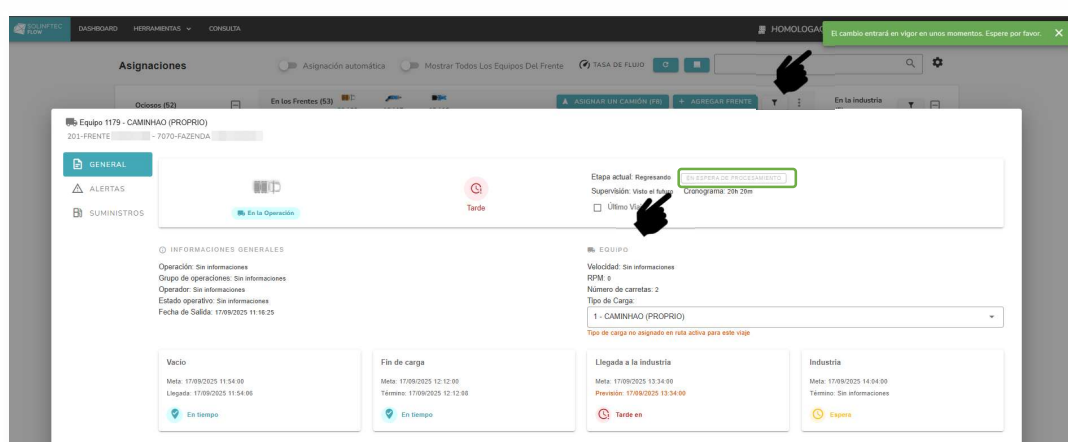 SOLINFTEC
FLOW
DASHBOARD HERRAMIENTAS CONSULTA
HOMOLOGAC
El cambio entrará en vigor en unos momentos. Espere por favor. X
Asignaciones
Asignación automática
Mostrar Todos Los Equipos Del Frente
TASA DE FLUJO
Ociosos (52)
En los Frentes (53)
ASIGNAR UN CAMIÓN (FR)
+ AGREGAR FRENTE
En la industria
Equipo 1179 - CAMINHAO (PROPRIO)
201-FRENTE - 7070-FAZENDA
GENERAL
ALERTAS
SUMINISTROS
En la Operación
Tarde
Etapa actual: Regresando EN ESPERA DE PROCESAMIENTO
Supervisión: Visto el futuro Cronograma: 20h 20m
Último Via
INFORMACIONES GENERALES
Operación: Sin informaciones
Grupo de operaciones: Sin informaciones
Operador: Sin informaciones
Estado operativo: Sin informaciones
Fecha de Salida: 17/09/2025 11:16:25
EQUIPO
Velocidad: Sin informaciones
RPM: 0
Número de carretas: 2
Tipo de Carga:
1 - CAMINHAO (PROPRIO)
Tipo de carga no asignado en ruta activa para este viaje
Vacío
Meta: 17/09/2025 11:54:00
Llegada: 17/09/2025 11:54:06
En tiempo
Fin de carga
Meta: 17/09/2025 12:12:00
Término: 17/09/2025 12:12:06
En tiempo
Llegada a la industria
Meta: 17/09/2025 13:34:00
Previsión: 17/09/2025 13:34:00
Tarde en
Industria
Meta: 17/09/2025 14:04:00
Término: Sin informaciones
Espera